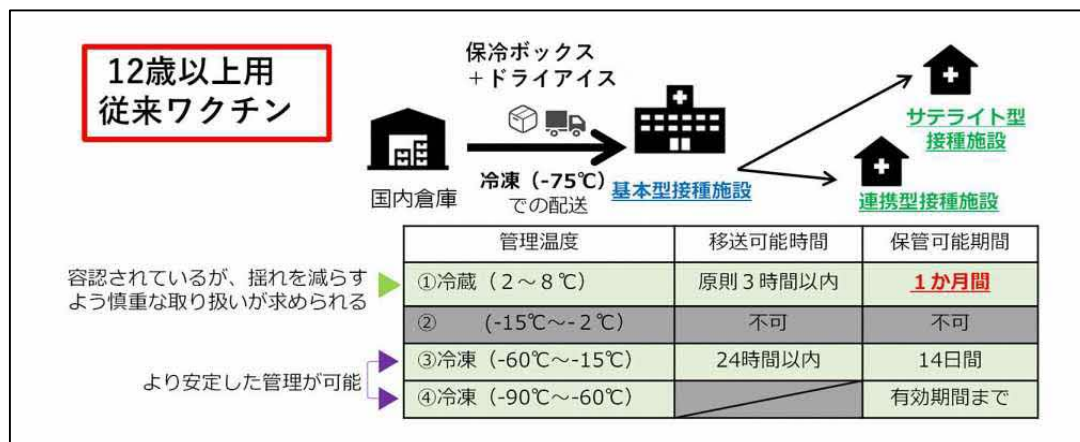 12歳以上用
従来ワクチン
保冷ボックス
＋ドライアイス
国内倉庫
冷凍（-75℃）
での配送
基本型接種施設
サテライト型
接種施設
連携型接種施設
管理温度 移送可能時間 保管可能期間
容認されているが、揺れを減らす
よう慎重な取り扱いが求められる
①冷蔵（2～8℃） 原則３時間以内 １か月間
② (-15℃～-２℃) 不可 不可
③冷凍（-60℃～-15℃） 24時間以内 14日間
より安定した管理が可能
④冷凍（-90℃～-60℃） 有効期間まで